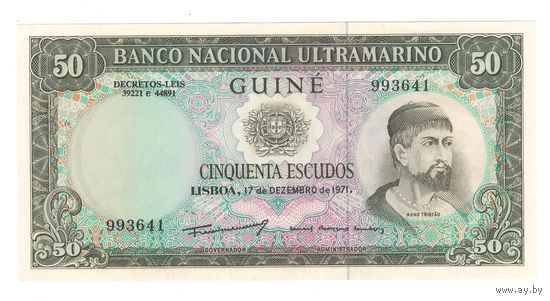 BANCO NACIONAL ULTRAMARINO
50
50
DECRETOS-LEIS
39221 e 44891
GUINÉ
993641
CINQUENTA ESCUDOS
LISBOA, 17 de DEZEMBRO de 1971.
NUNO TRISTÃO
993641
GOVERNADOR
ADMINISTRADOR
50
50
www.ay.by